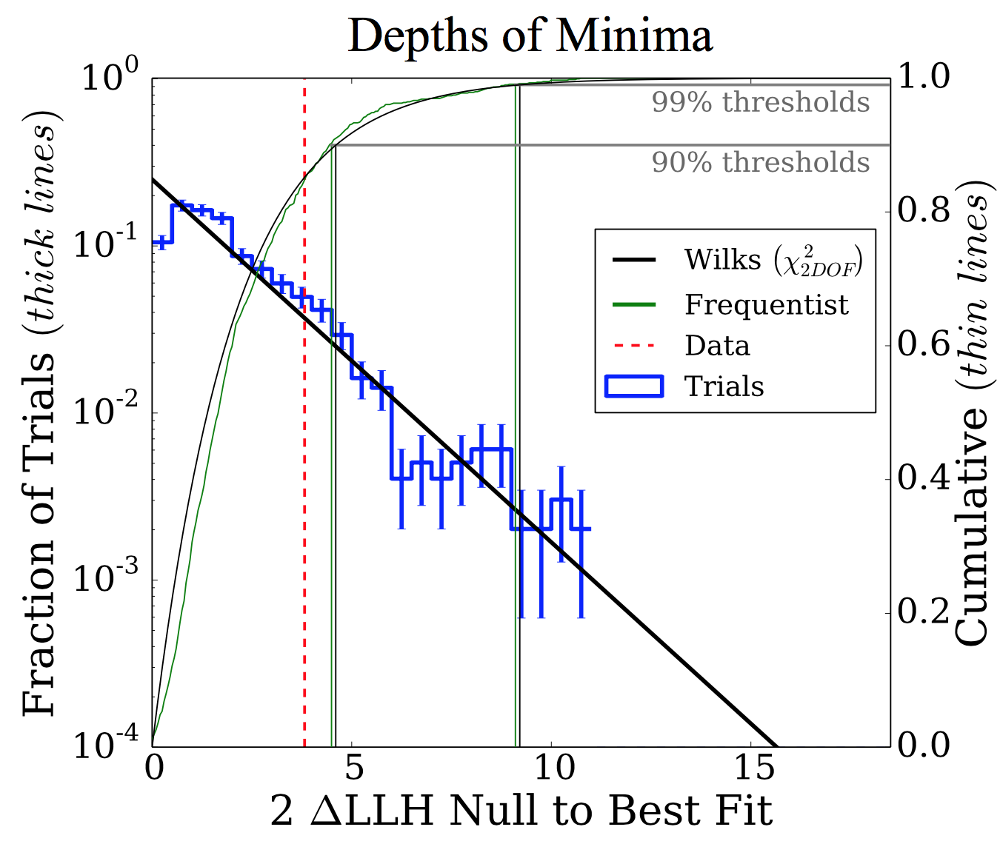 Depths of Minima
Fraction of Trials (thick lines)
10^0
10^-1
10^-2
10^-3
10^-4
1.0
0.8
0.6
0.4
0.2
0.0
Cumulative (thin lines)
99% thresholds
90% thresholds
Wilks (χ²_{2DOF})
Frequentist
Data
Trials
0 5 10 15
2 ΔLLH Null to Best Fit